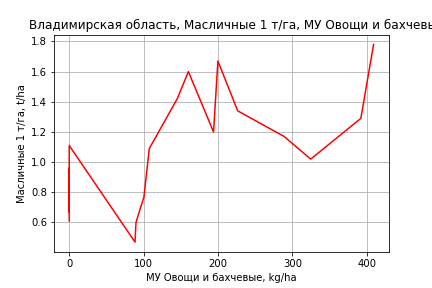 Владимирская область, Масличные 1 т/га, МУ Овощи и бахчевы
1.8
1.6
1.4
1.2
1.0
0.8
0.6
Масличные 1 т/га, t/ha
0 100 200 300 400
МУ Овощи и бахчевые, kg/ha